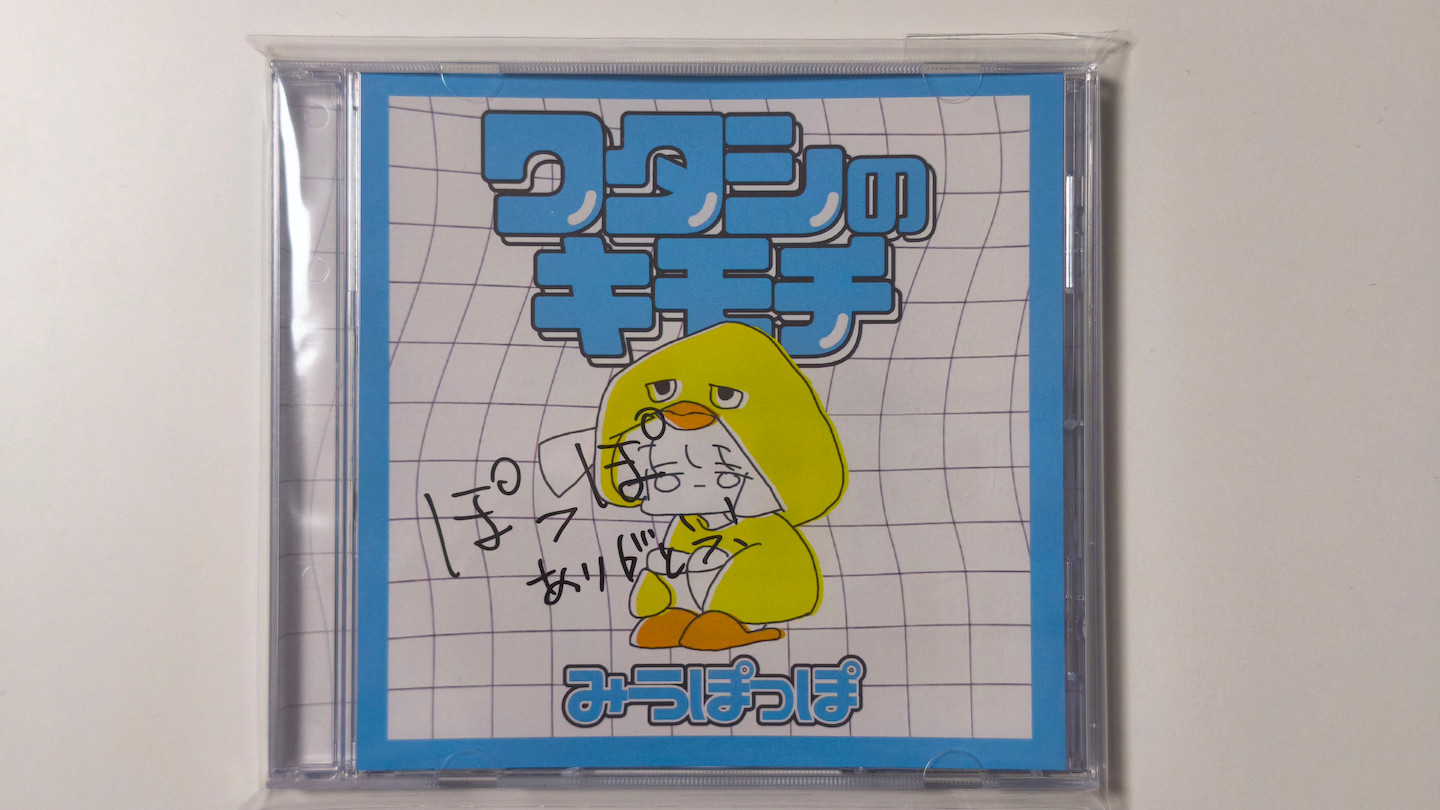 ワタシの
キモチ
ぽっぽ
ありがとう
みうぽっぽ